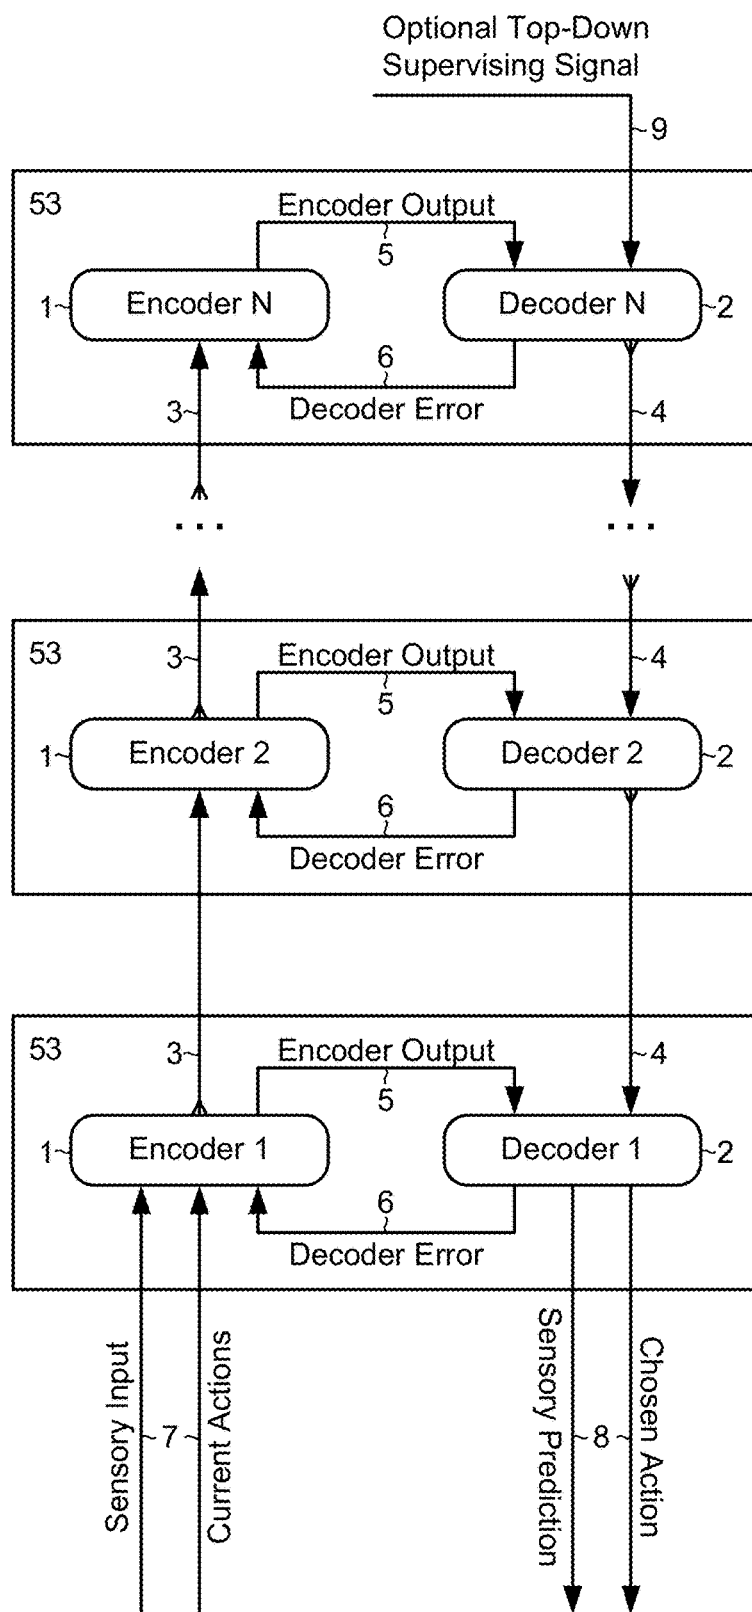 Optional Top-Down
Supervising Signal
9
53
Encoder Output
5
1 Encoder N
Decoder N 2
6
3
Decoder Error
4
. . .
. . .
53
3
Encoder Output
4
5
1 Encoder 2
Decoder 2 2
6
Decoder Error
53
3
Encoder Output
4
5
1 Encoder 1
Decoder 1 2
6
Decoder Error
Sensory Input
7
Current Actions
Sensory Prediction
8
Chosen Action